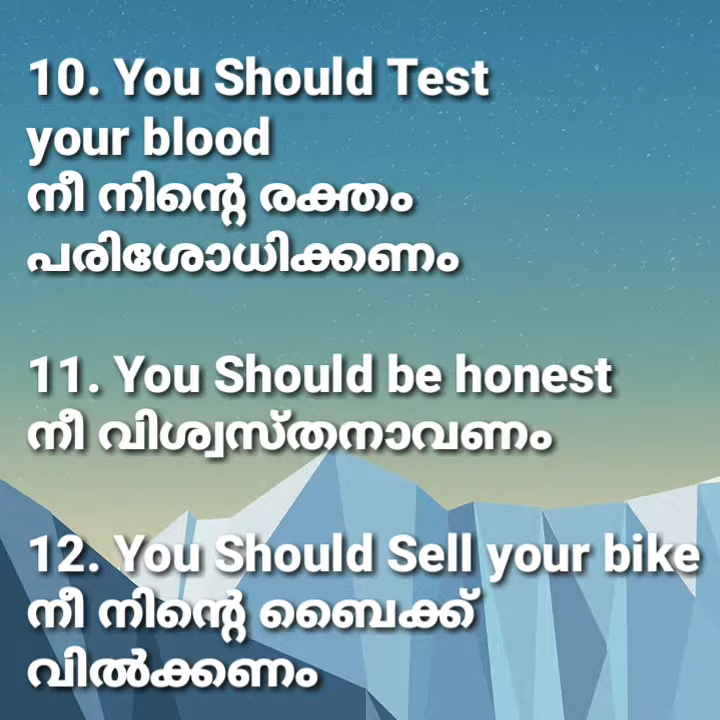 10. You Should Test
your blood
നീ നിന്റെ രക്തം
പരിശോധിക്കണം
11. You Should be honest
നീ വിശ്വസ്തനാവണം
12. You Should Sell your bike
നീ നിന്റെ ബൈക്ക്
വിൽക്കണം